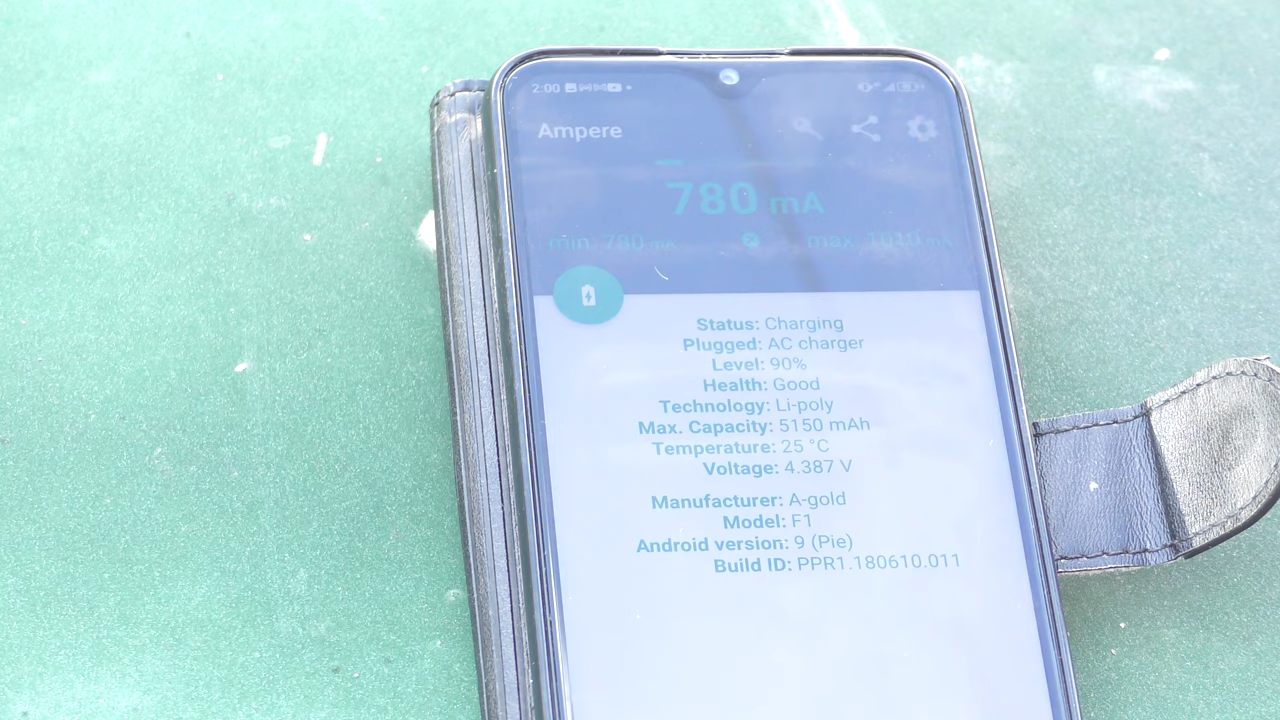 2:00
Ampere
780 mA
min 780 mA max
Status: Charging
Plugged: AC charger
Level: 90%
Health: Good
Technology: Li-poly
Max. Capacity: 5150 mAh
Temperature: 25 °C
Voltage: 4.387 V
Manufacturer: A-gold
Model: F1
Android version: 9 (Pie)
Build ID: PPR1.180610.011